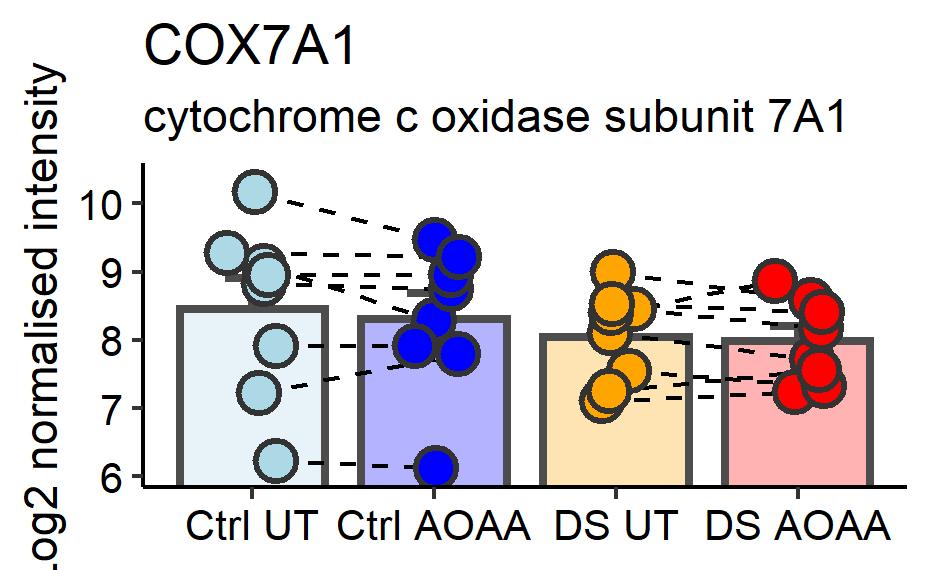 COX7A1
cytochrome c oxidase subunit 7A1
Log2 normalised intensity
10
9
8
7
6
Ctrl UT Ctrl AOAA DS UT DS AOAA